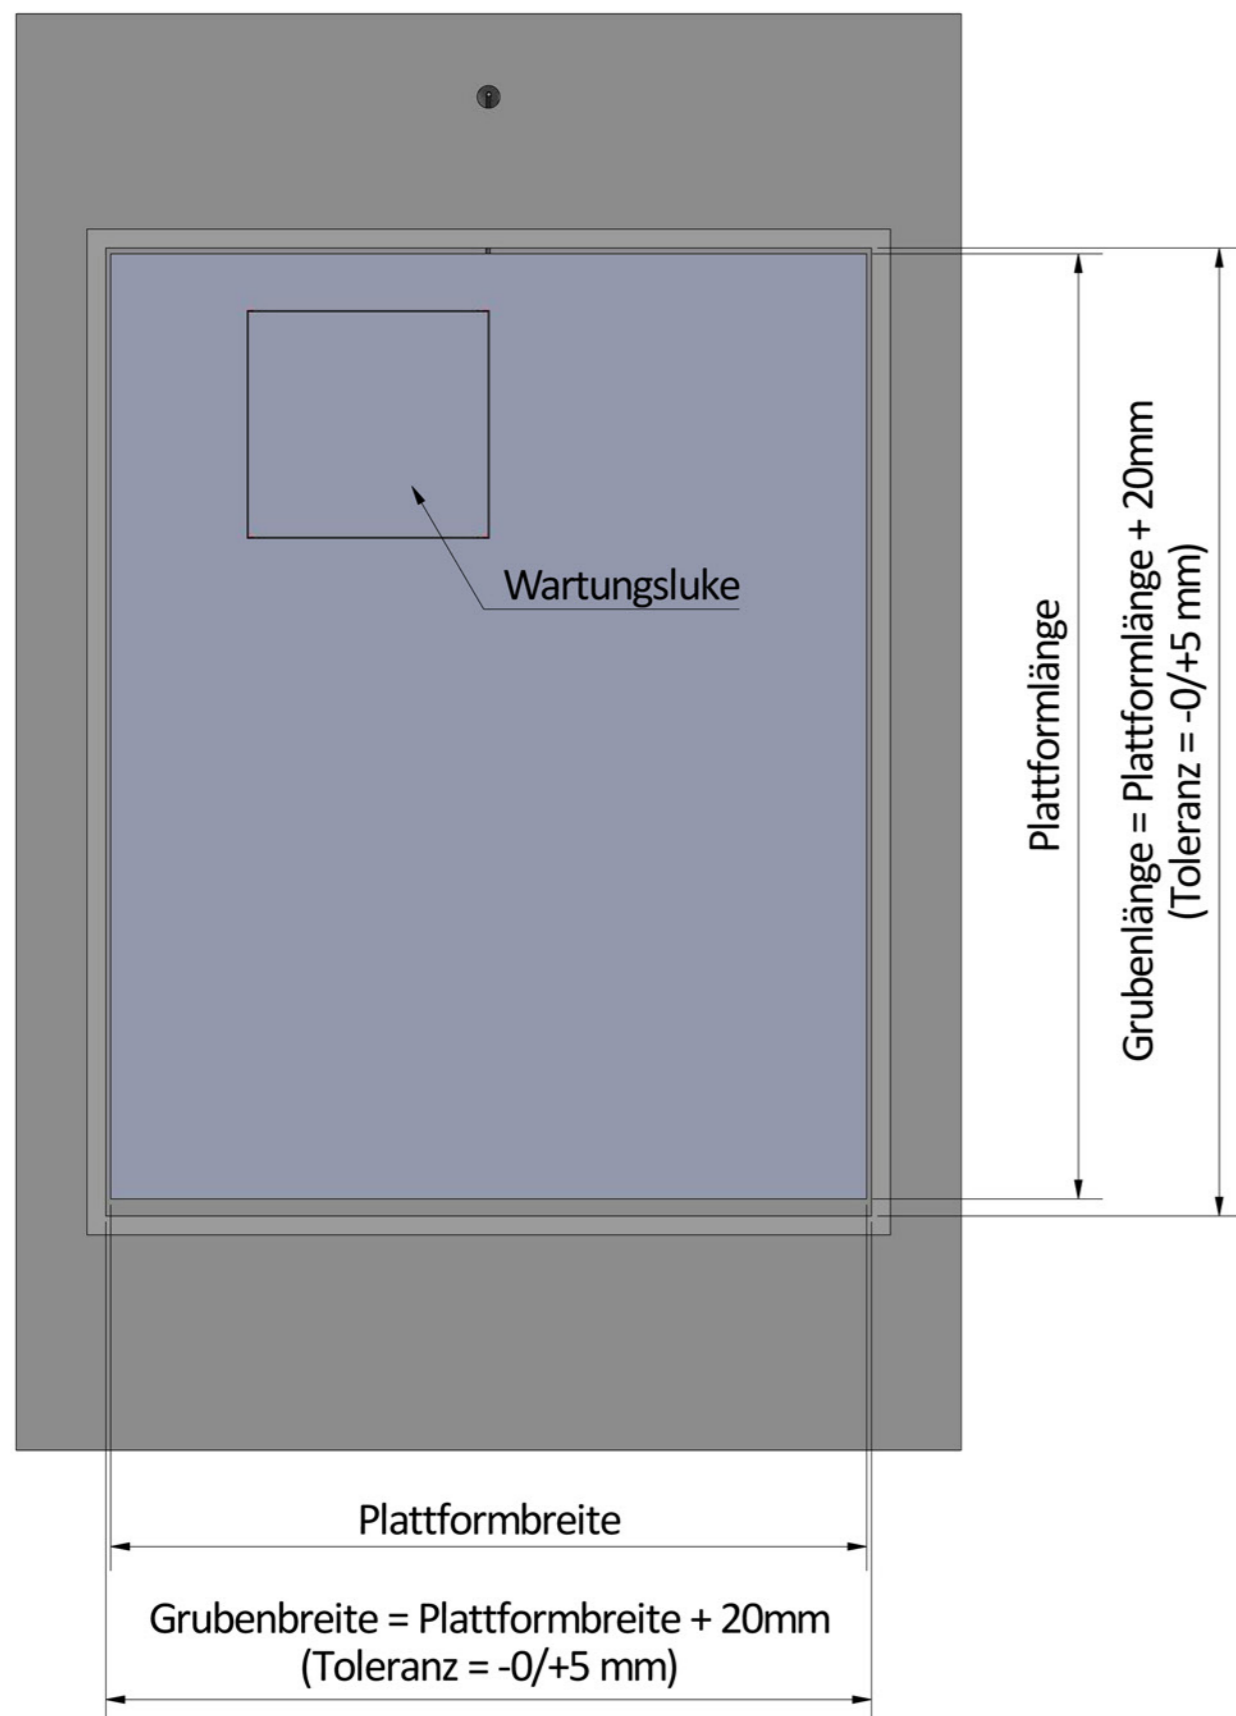 Wartungsluke
Plattformlänge
Grubenlänge = Plattformlänge + 20mm
(Toleranz = -0/+5 mm)
Plattformbreite
Grubenbreite = Plattformbreite + 20mm
(Toleranz = -0/+5 mm)